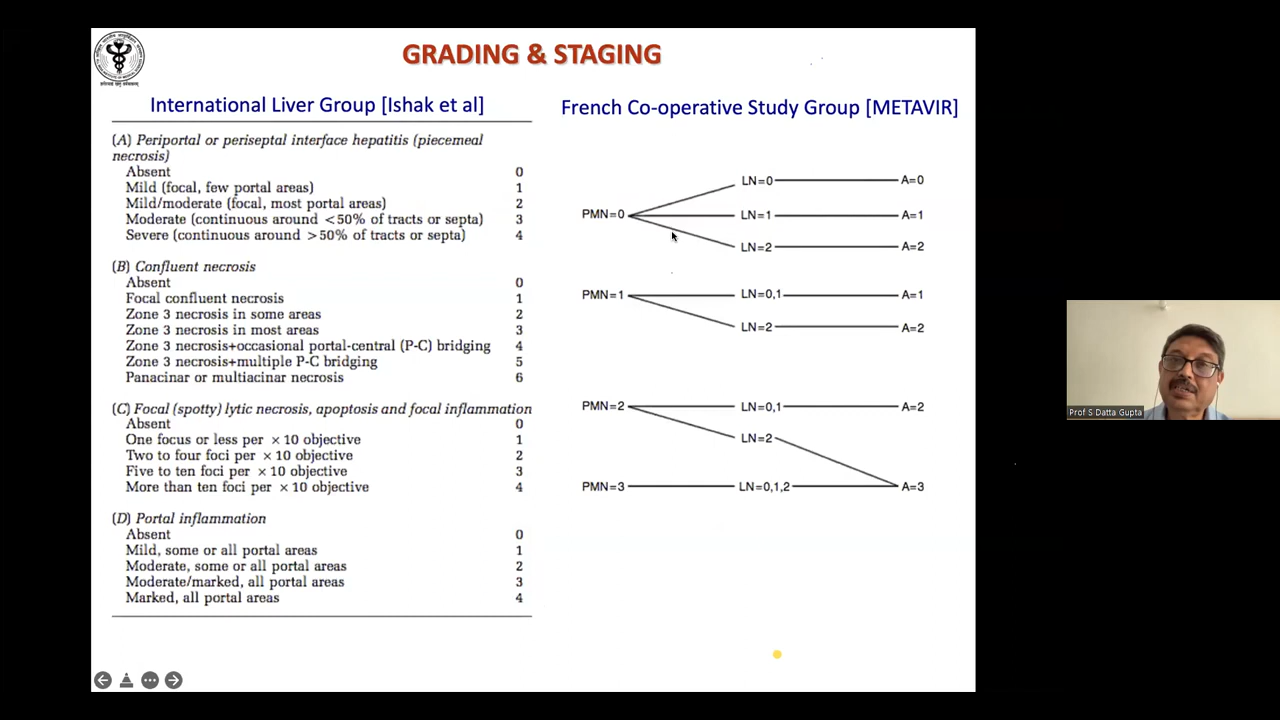 GRADING & STAGING
International Liver Group [Ishak et al]
(A) Periportal or periseptal interface hepatitis (piecemeal
necrosis)
Absent 0
Mild (focal, few portal areas) 1
Mild/moderate (focal, most portal areas) 2
Moderate (continuous around <50% of tracts or septa) 3
Severe (continuous around >50% of tracts or septa) 4
(B) Confluent necrosis
Absent 0
Focal confluent necrosis 1
Zone 3 necrosis in some areas 2
Zone 3 necrosis in most areas 3
Zone 3 necrosis+occasional portal-central (P-C) bridging 4
Zone 3 necrosis+multiple P-C bridging 5
Panacinar or multiacinar necrosis 6
(C) Focal (spotty) lytic necrosis, apoptosis and focal inflammation
Absent 0
One focus or less per ×10 objective 1
Two to four foci per ×10 objective 2
Five to ten foci per ×10 objective 3
More than ten foci per ×10 objective 4
(D) Portal inflammation
Absent 0
Mild, some or all portal areas 1
Moderate, some or all portal areas 2
Moderate/marked, all portal areas 3
Marked, all portal areas 4
French Co-operative Study Group [METAVIR]
LN=0 A=0
PMN=0 LN=1 A=1
LN=2 A=2
PMN=1 LN=0,1 A=1
LN=2 A=2
PMN=2 LN=0,1 A=2
LN=2
PMN=3 LN=0,1,2 A=3
Prof S Datta Gupta